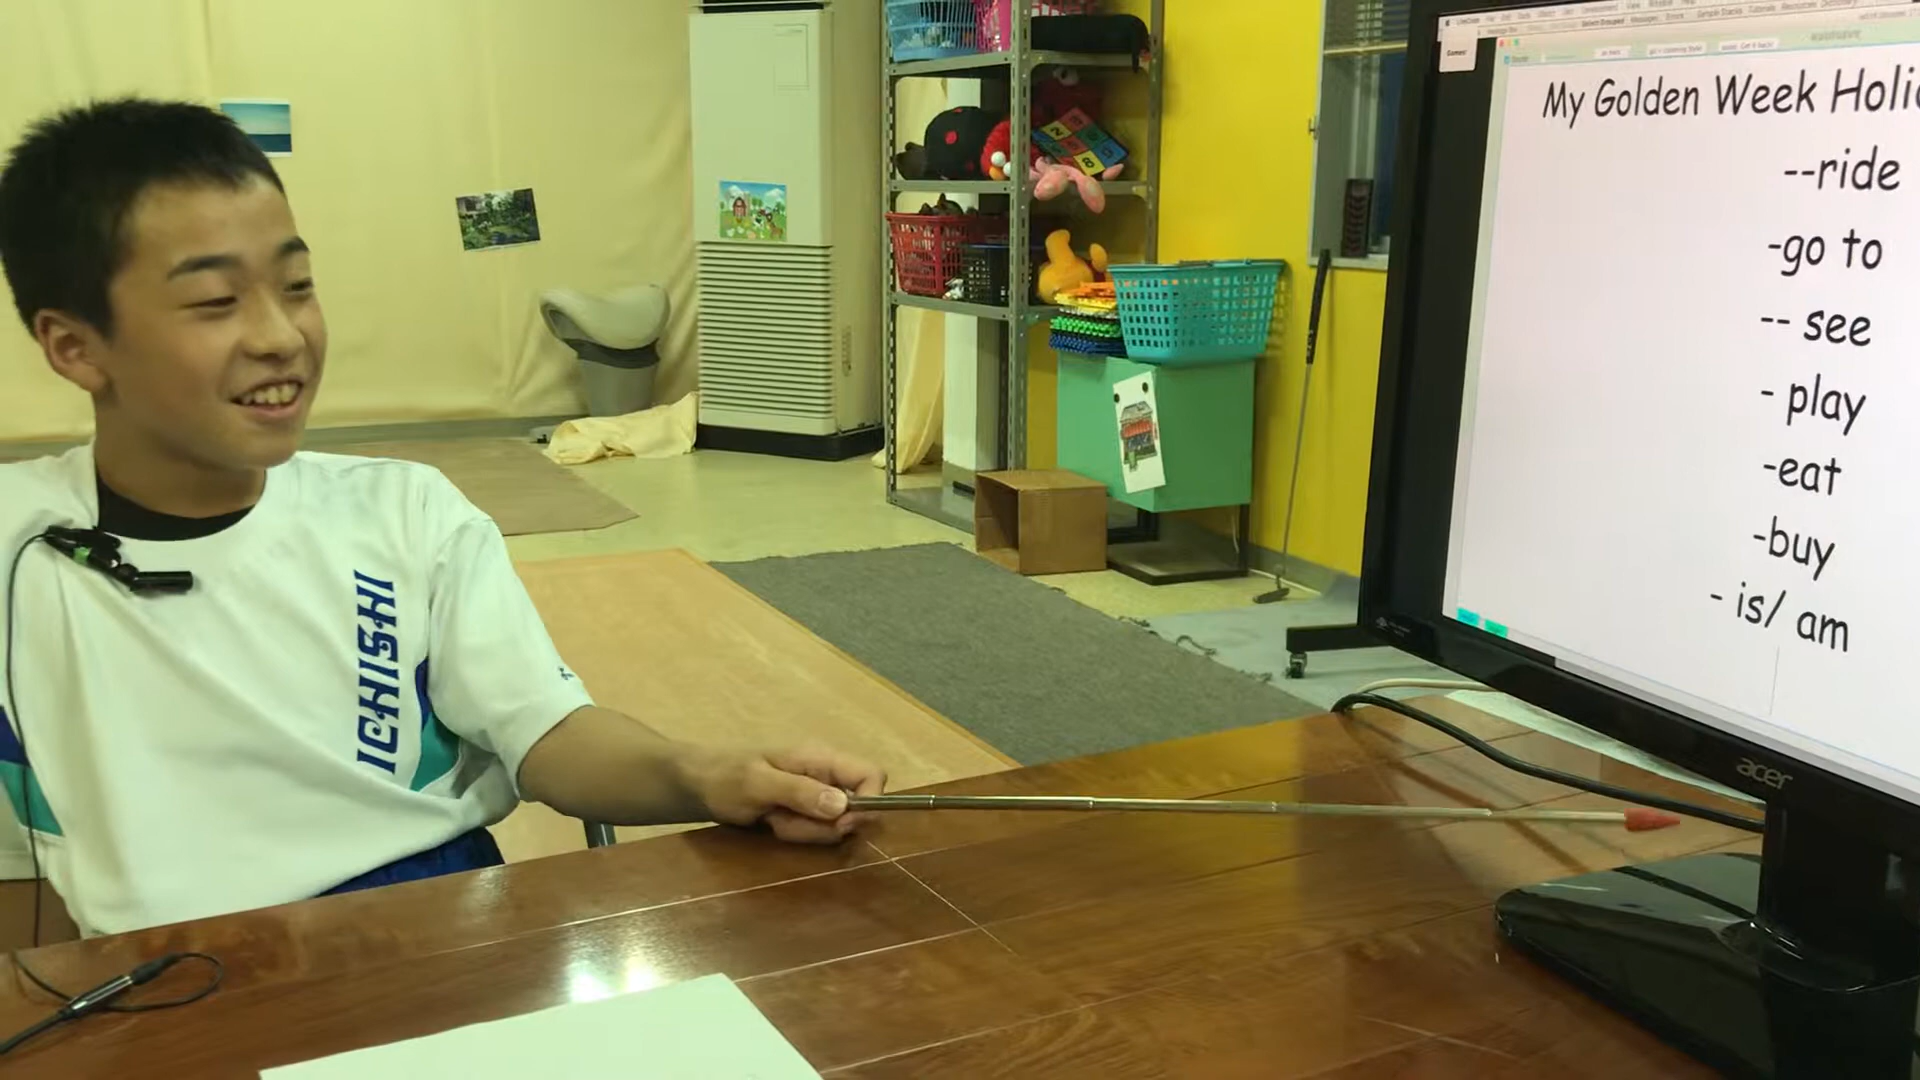 My Golden Week Holi
--ride
-go to
-- see
- play
-eat
-buy
- is/ am
acer
ICHISHI